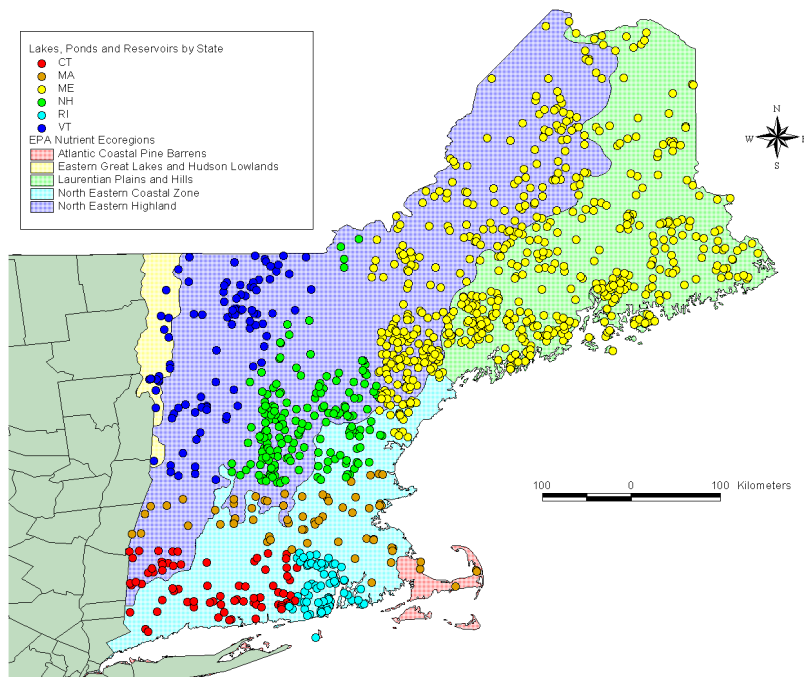 Lakes, Ponds and Reservoirs by State
CT
MA
ME
NH
RI
VT
EPA Nutrient Ecoregions
Atlantic Coastal Pine Barrens
Eastern Great Lakes and Hudson Lowlands
Laurentian Plains and Hills
North Eastern Coastal Zone
North Eastern Highland
N
W E
S
100 0 100 Kilometers